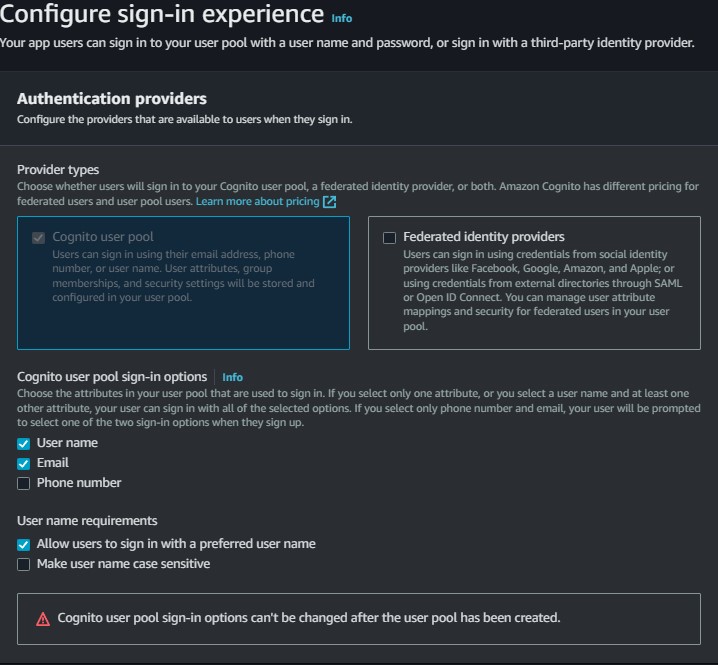 Configure sign-in experience Info
Your app users can sign in to your user pool with a user name and password, or sign in with a third-party identity provider.
Authentication providers
Configure the providers that are available to users when they sign in.
Provider types
Choose whether users will sign in to your Cognito user pool, a federated identity provider, or both. Amazon Cognito has different pricing for
federated users and user pool users. Learn more about pricing
Cognito user pool
Users can sign in using their email address, phone
number, or user name. User attributes, group
memberships, and security settings will be stored and
configured in your user pool.
Federated identity providers
Users can sign in using credentials from social identity
providers like Facebook, Google, Amazon, and Apple; or
using credentials from external directories through SAML
or Open ID Connect. You can manage user attribute
mappings and security for federated users in your user
pool.
Cognito user pool sign-in options Info
Choose the attributes in your user pool that are used to sign in. If you select only one attribute, or you select a user name and at least one
other attribute, your user can sign in with all of the selected options. If you select only phone number and email, your user will be prompted
to select one of the two sign-in options when they sign up.
User name
Email
Phone number
User name requirements
Allow users to sign in with a preferred user name
Make user name case sensitive
Cognito user pool sign-in options can't be changed after the user pool has been created.